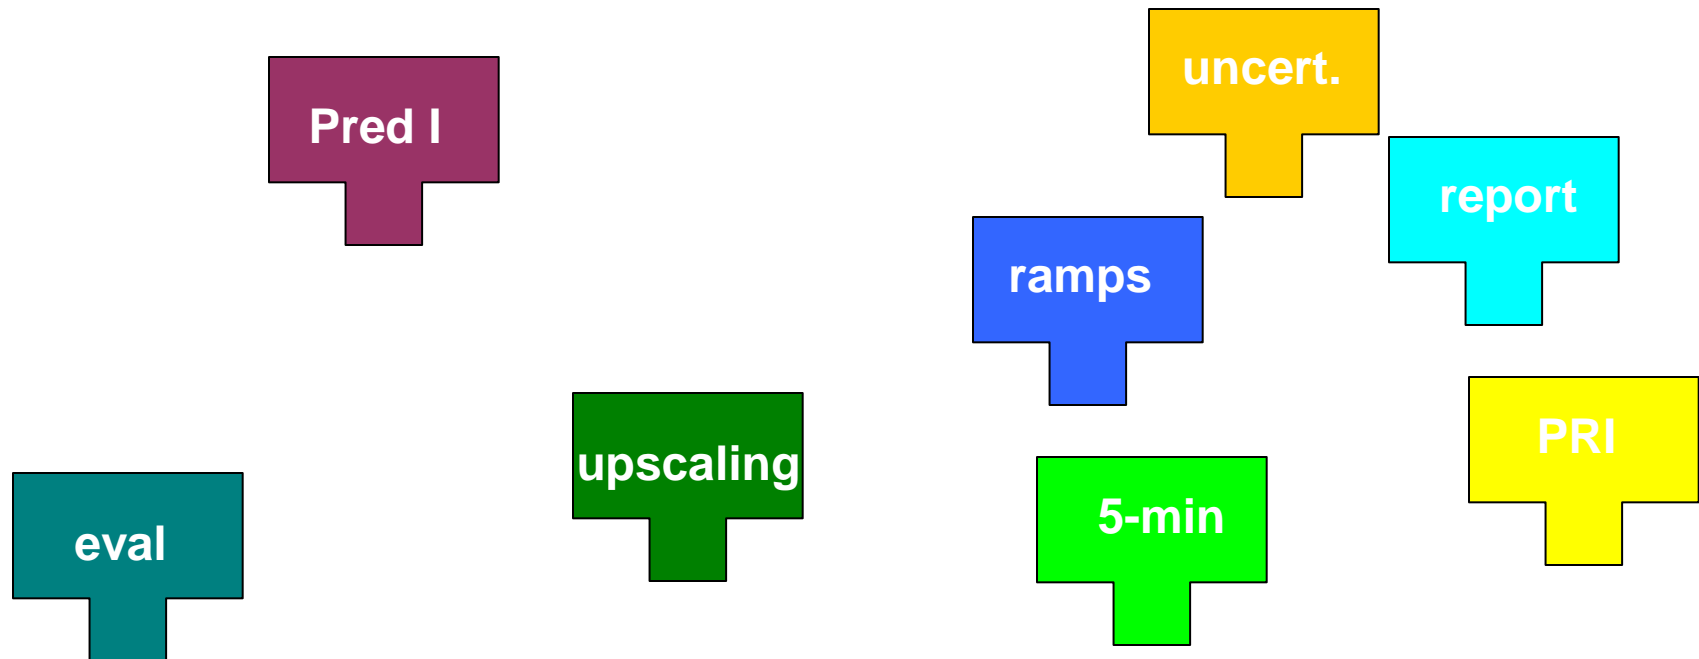 uncert.
Pred I
report
ramps
PRI
upscaling
5-min
eval